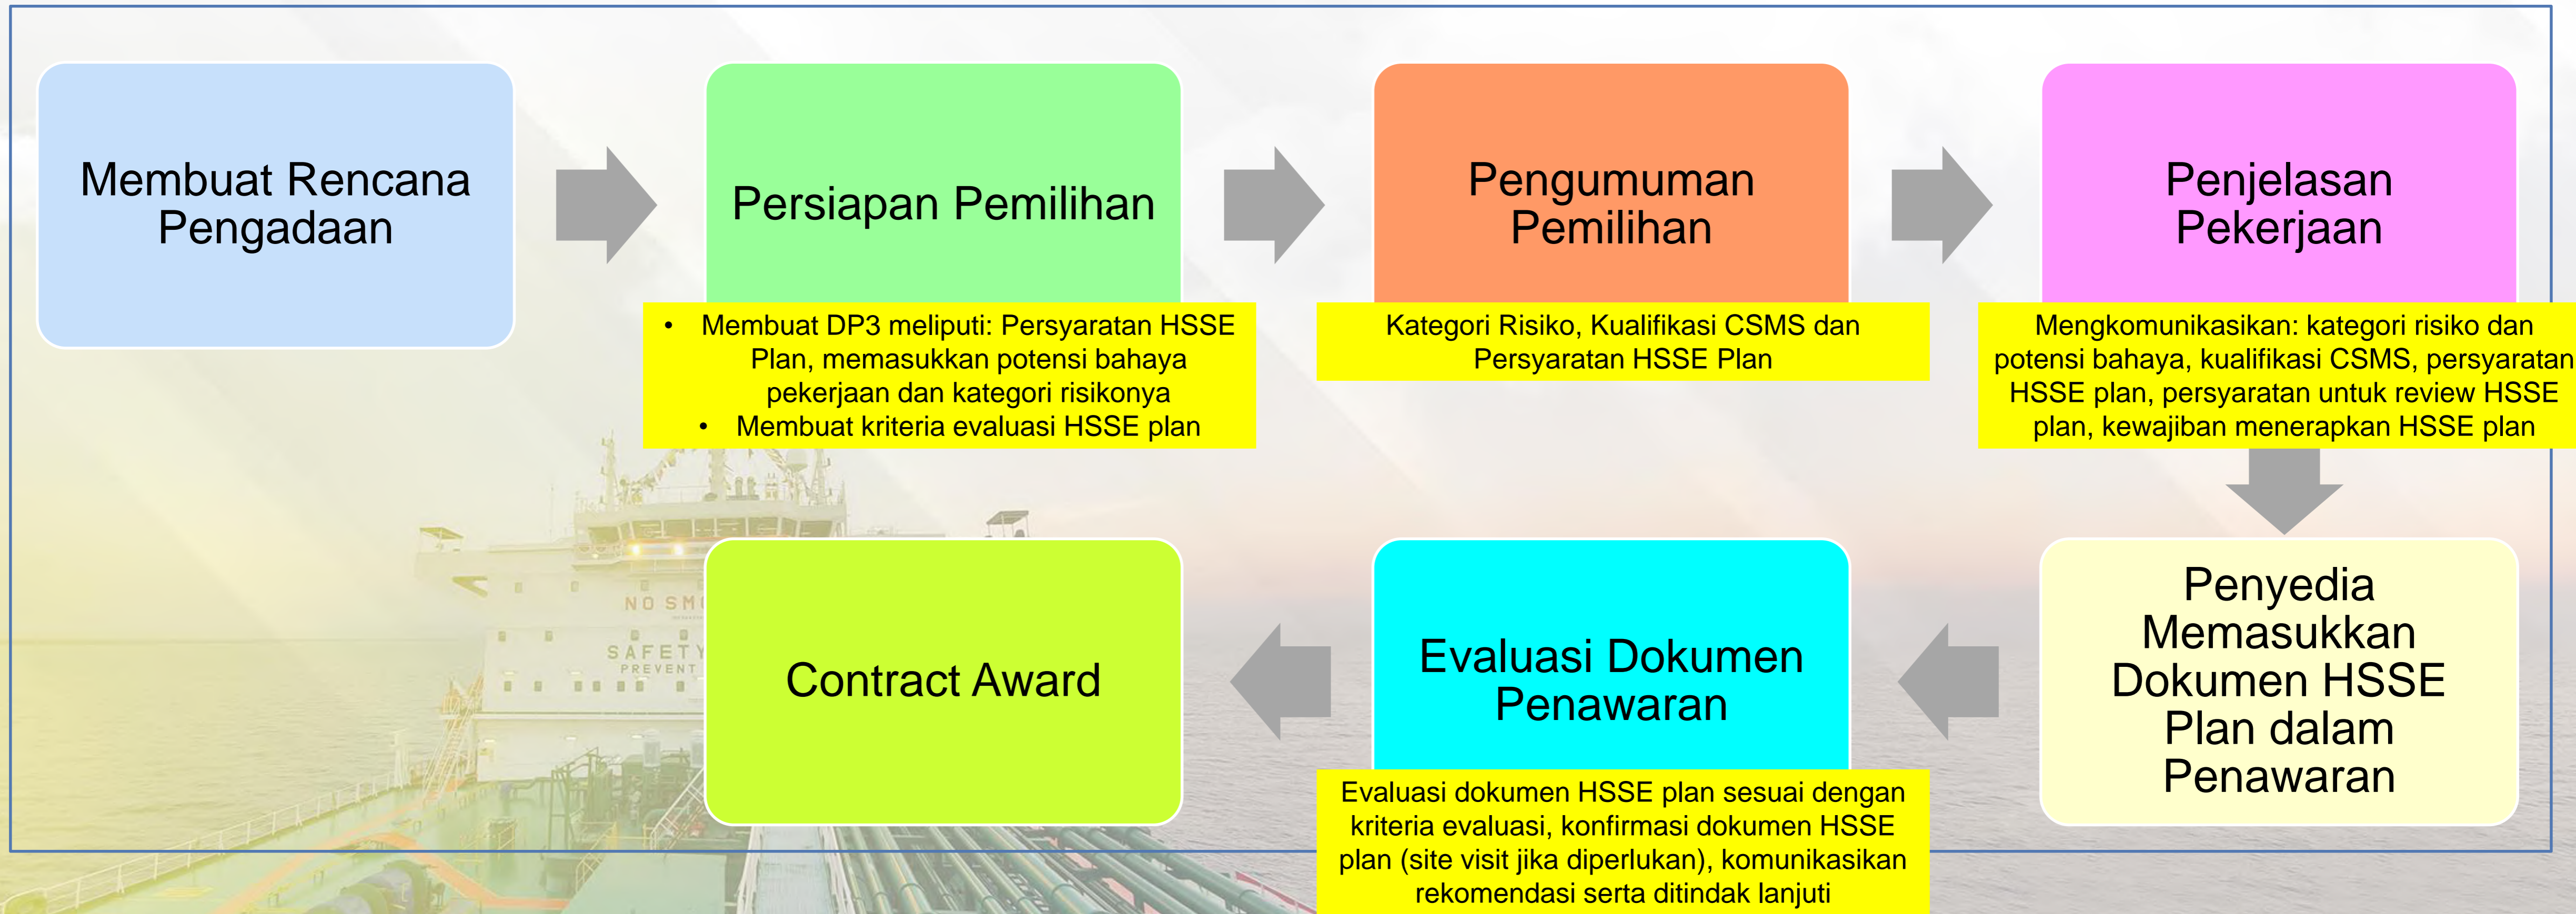 Membuat Rencana
Pengadaan
Persiapan Pemilihan
• Membuat DP3 meliputi: Persyaratan HSSE
Plan, memasukkan potensi bahaya
pekerjaan dan kategori risikonya
• Membuat kriteria evaluasi HSSE plan
Pengumuman
Pemilihan
Kategori Risiko, Kualifikasi CSMS dan
Persyaratan HSSE Plan
Penjelasan
Pekerjaan
Mengkomunikasikan: kategori risiko dan
potensi bahaya, kualifikasi CSMS, persyaratan
HSSE plan, persyaratan untuk review HSSE
plan, kewajiban menerapkan HSSE plan
Penyedia
Memasukkan
Dokumen HSSE
Plan dalam
Penawaran
Evaluasi Dokumen
Penawaran
Evaluasi dokumen HSSE plan sesuai dengan
kriteria evaluasi, konfirmasi dokumen HSSE
plan (site visit jika diperlukan), komunikasikan
rekomendasi serta ditindak lanjuti
Contract Award
NO SM
SAFETY
PREVENT